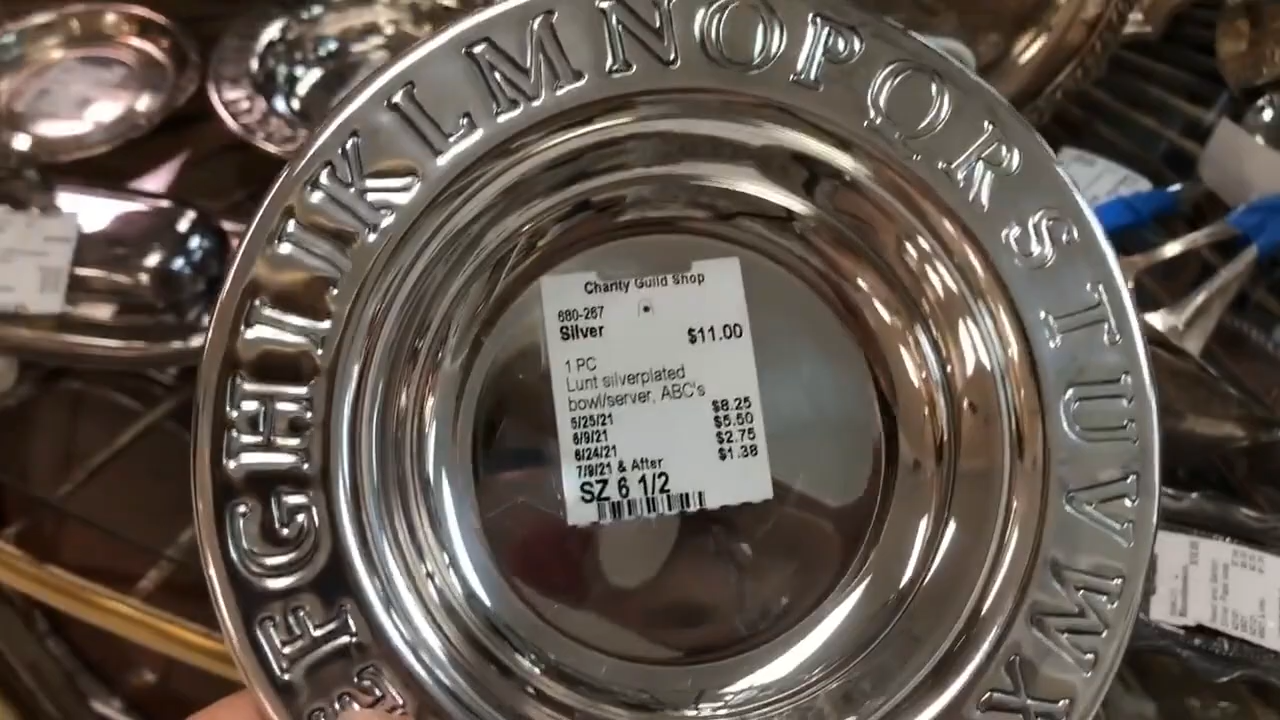 E F G H I J K L M N O P Q R S T U V W X
Charity Guild Shop
680-267
Silver $11.00
1 PC
Lunt silverplated
bowl/server, ABC's
5/25/21 $8.25
6/9/21 $5.50
6/24/21 $2.75
7/9/21 & After $1.38
SZ 6 1/2